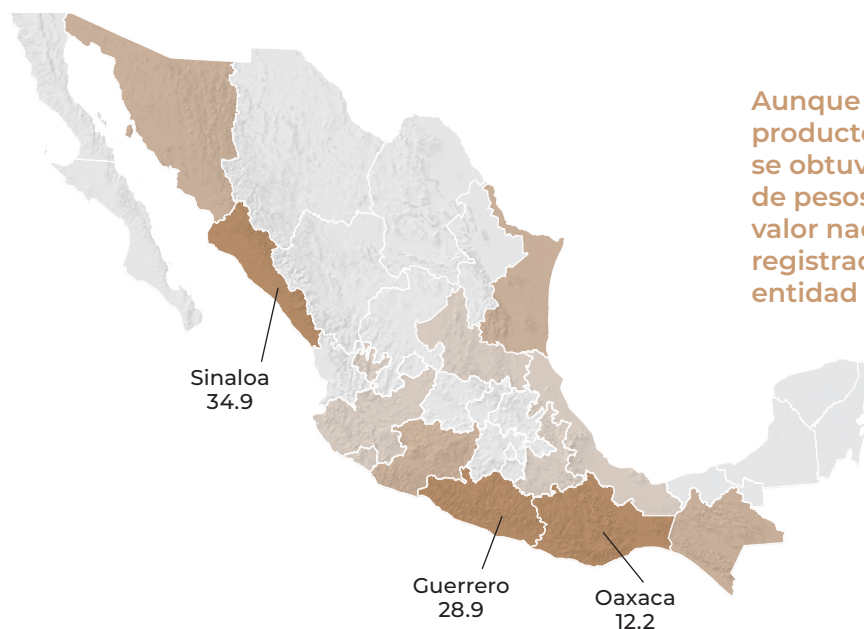 Aunque
producto
se obtuv
de pesos
valor nac
registrad
entidad
Sinaloa
34.9
Guerrero
28.9
Oaxaca
12.2